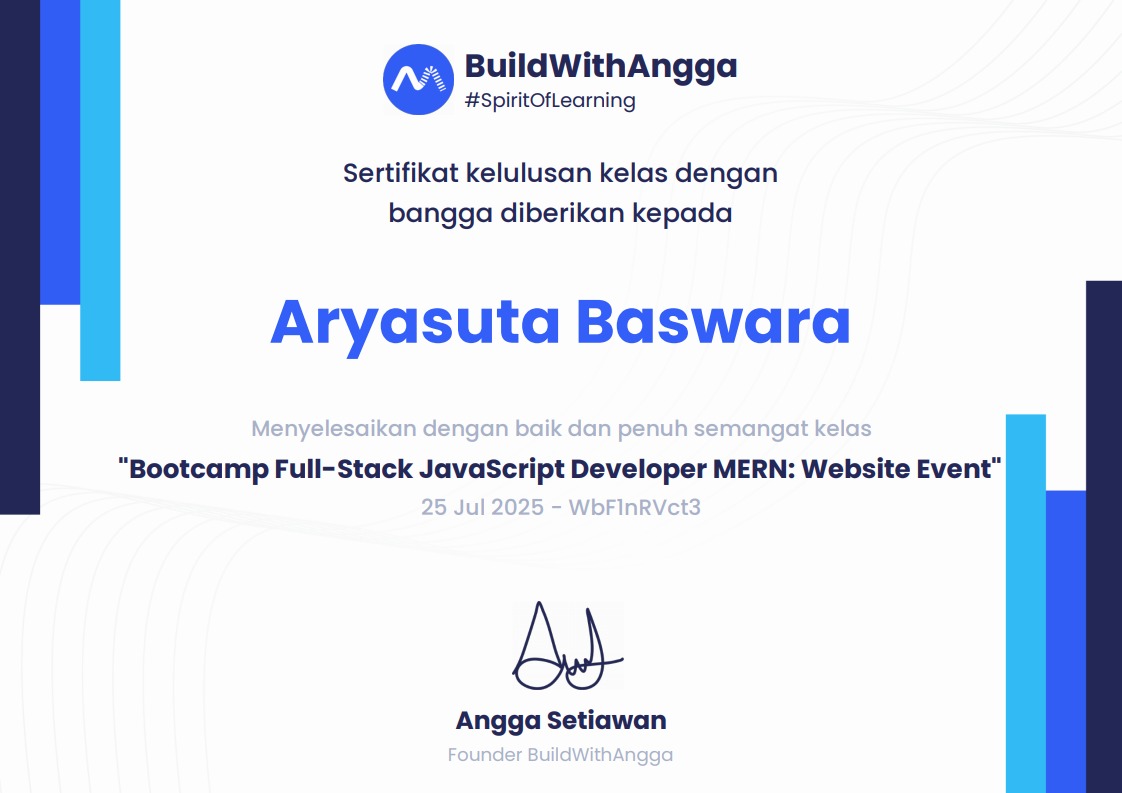 BuildWithAngga
#SpiritOfLearning
Sertifikat kelulusan kelas dengan
bangga diberikan kepada
Aryasuta Baswara
Menyelesaikan dengan baik dan penuh semangat kelas
"Bootcamp Full-Stack JavaScript Developer MERN: Website Event"
25 Jul 2025 - WbF1nRVct3
Angga Setiawan
Founder BuildWithAngga